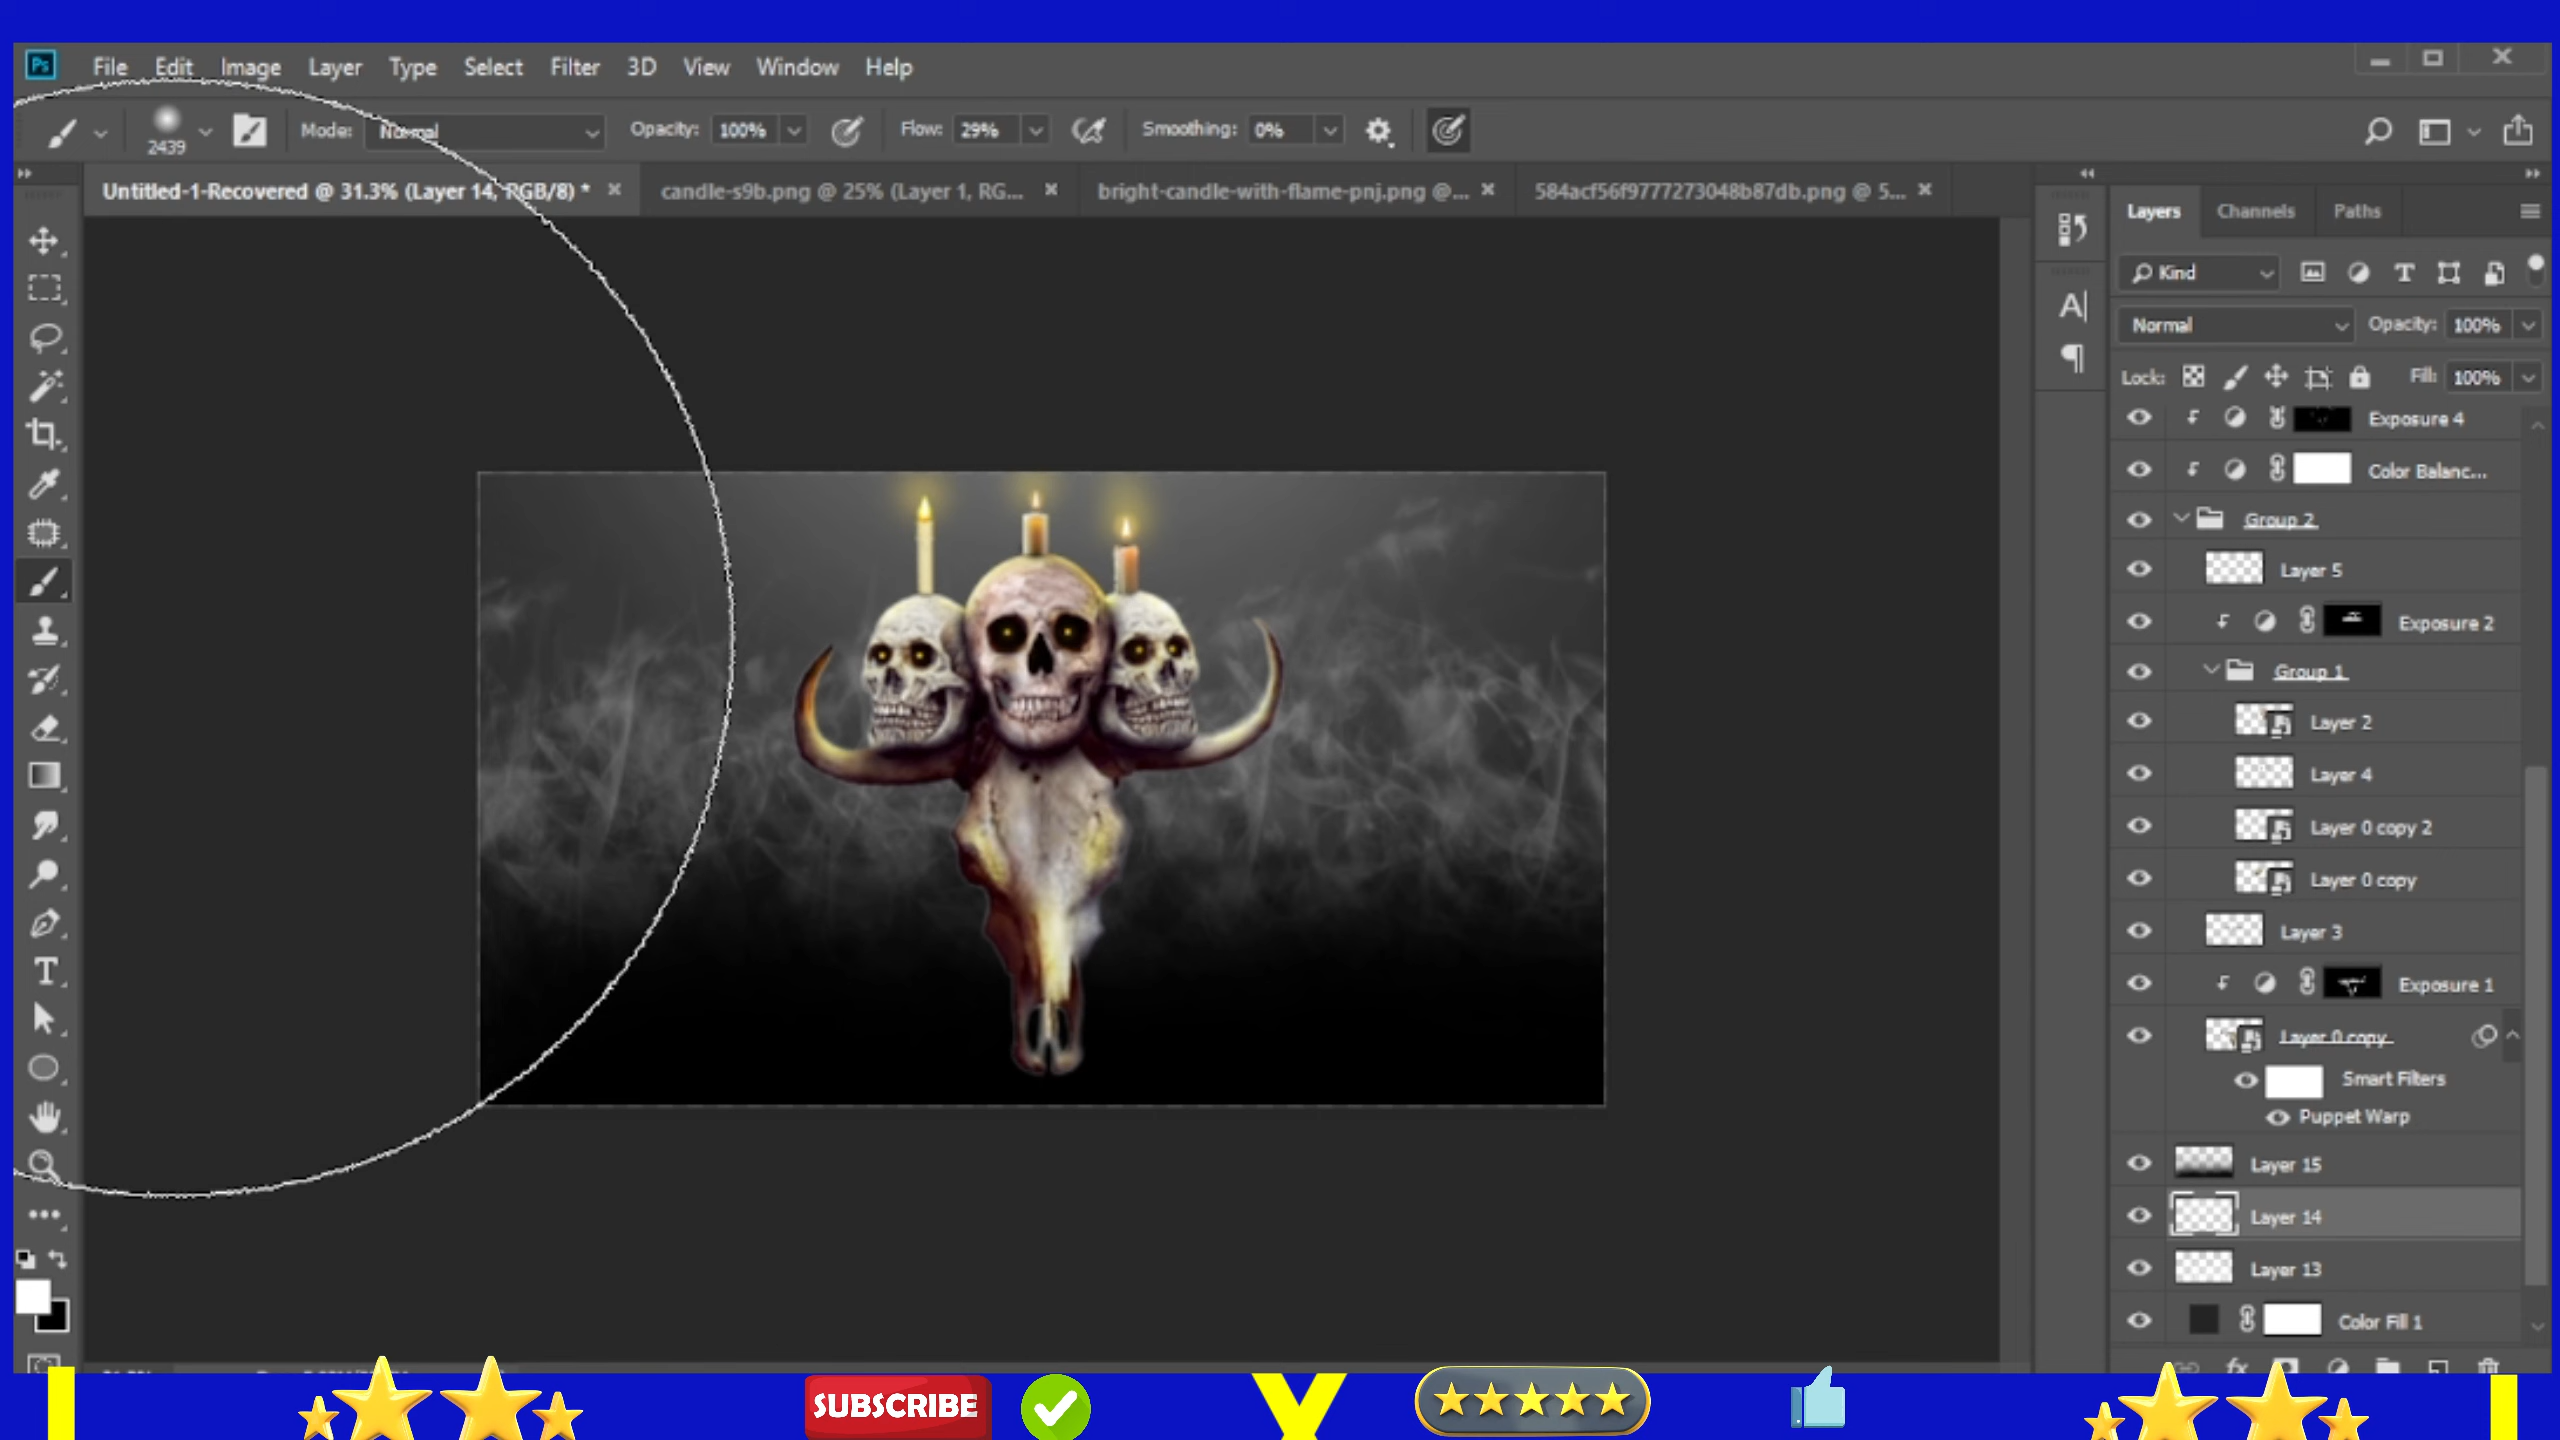 Ps File Edit Image Layer Type Select Filter 3D View Window Help
2439 Mode: Normal Opacity: 100% Flow: 29% Smoothing: 0%
Untitled-1-Recovered @ 31.3% (Layer 14, RGB/8) * candle-s9b.png @ 25% (Layer 1, RG... bright-candle-with-flame-pnj.png @... 584acf56f9777273048b87db.png @ 5...
Layers Channels Paths
Kind
Normal Opacity: 100%
Lock: Fill: 100%
Exposure 4
Color Balanc...
Group 2
Layer 5
Exposure 2
Group 1
Layer 2
Layer 4
Layer 0 copy 2
Layer 0 copy
Layer 3
Exposure 1
Layer 0 copy
Smart Filters
Puppet Warp
Layer 15
Layer 14
Layer 13
Color Fill 1
SUBSCRIBE